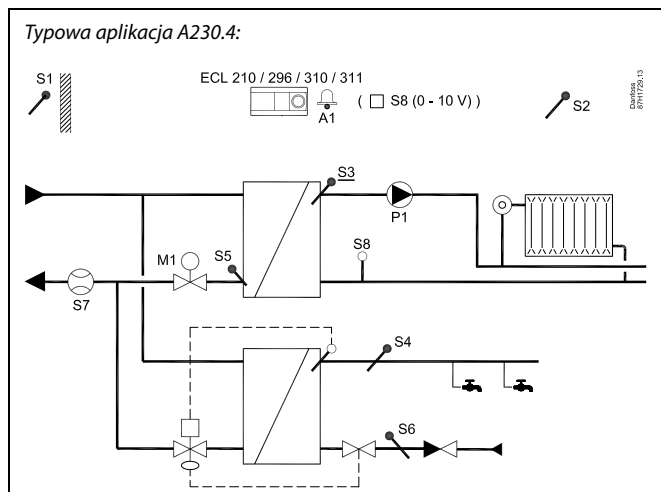 Typowa aplikacja A230.4:
S1
ECL 210 / 296 / 310 / 311
A1
( □ S8 (0 - 10 V) )
S2
Danfoss
87H1729.13
S3
P1
M1
S5
S8
S7
S4
S6